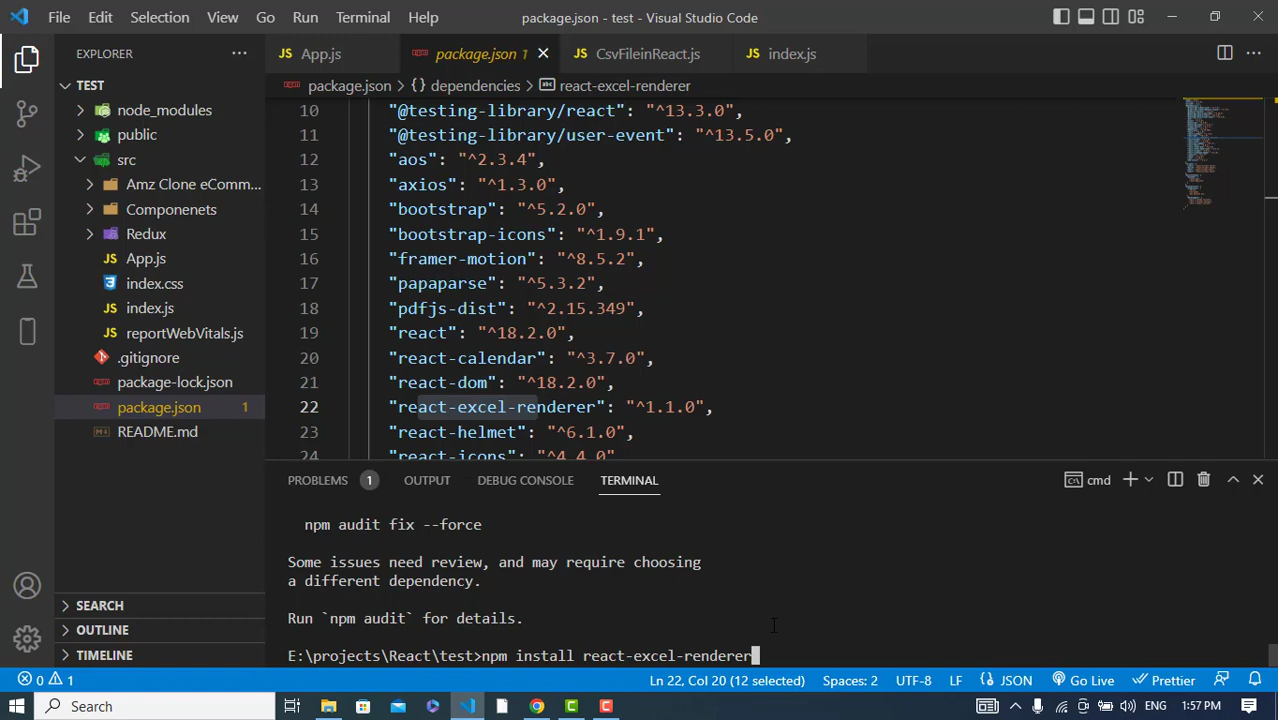 File Edit Selection View Go Run Terminal Help package.json - test - Visual Studio Code
EXPLORER
App.js package.json 1 CsvFileinReact.js index.js
TEST
package.json > {} dependencies > react-excel-renderer
node_modules
public
src
Amz Clone eComm...
Componenets
Redux
App.js
index.css
index.js
reportWebVitals.js
.gitignore
package-lock.json
package.json 1
README.md
SEARCH
OUTLINE
TIMELINE
10 "@testing-library/react": "^13.3.0",
11 "@testing-library/user-event": "^13.5.0",
12 "aos": "^2.3.4",
13 "axios": "^1.3.0",
14 "bootstrap": "^5.2.0",
15 "bootstrap-icons": "^1.9.1",
16 "framer-motion": "^8.5.2",
17 "papaparse": "^5.3.2",
18 "pdfjs-dist": "^2.15.349",
19 "react": "^18.2.0",
20 "react-calendar": "^3.7.0",
21 "react-dom": "^18.2.0",
22 "react-excel-renderer": "^1.1.0",
23 "react-helmet": "^6.1.0",
24 "react-icons": "^4.4.0"
PROBLEMS 1 OUTPUT DEBUG CONSOLE TERMINAL cmd
npm audit fix --force
Some issues need review, and may require choosing
a different dependency.
Run `npm audit` for details.
E:\projects\React\test>npm install react-excel-renderer
0 1 Ln 22, Col 20 (12 selected) Spaces: 2 UTF-8 LF {} JSON Go Live Prettier
Search ENG 1:57 PM